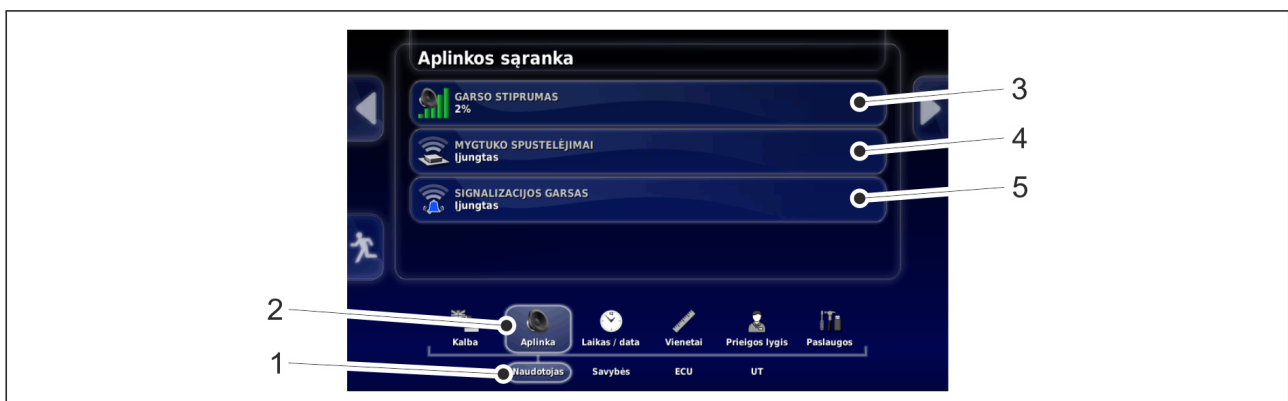 Aplinkos sąranka
GARSO STIPRUMAS
2%
3
MYGTUKO SPUSTELĖJIMAI
Įjungtas
4
SIGNALIZACIJOS GARSAS
Įjungtas
5
2
Kalba
Aplinka
Laikas / data
Vienetai
Prieigos lygis
Paslaugos
1
Naudotojas
Savybės
ECU
UT